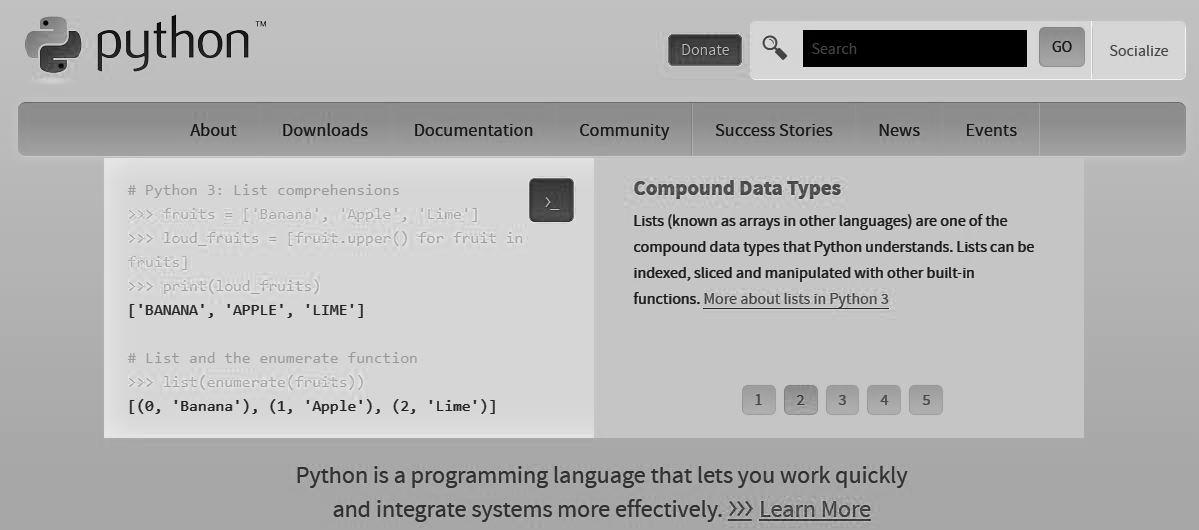 python™
Donate
Search
GO
Socialize
About
Downloads
Documentation
Community
Success Stories
News
Events
# Python 3: List comprehensions
>>> fruits = ['Banana', 'Apple', 'Lime']
>>> loud_fruits = [fruit.upper() for fruit in
fruits]
>>> print(loud_fruits)
['BANANA', 'APPLE', 'LIME']
# List and the enumerate function
>>> list(enumerate(fruits))
[(0, 'Banana'), (1, 'Apple'), (2, 'Lime')]
>_
Compound Data Types
Lists (known as arrays in other languages) are one of the
compound data types that Python understands. Lists can be
indexed, sliced and manipulated with other built-in
functions. More about lists in Python 3
1
2
3
4
5
Python is a programming language that lets you work quickly
and integrate systems more effectively. >>> Learn More